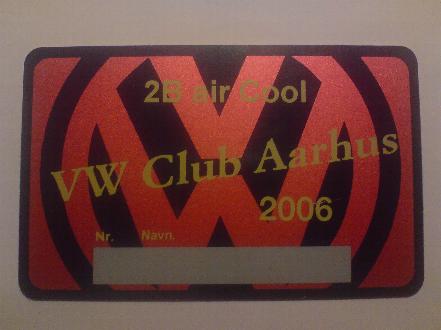 2B air Cool
VW Club Aarhus
2006
Nr. Navn.